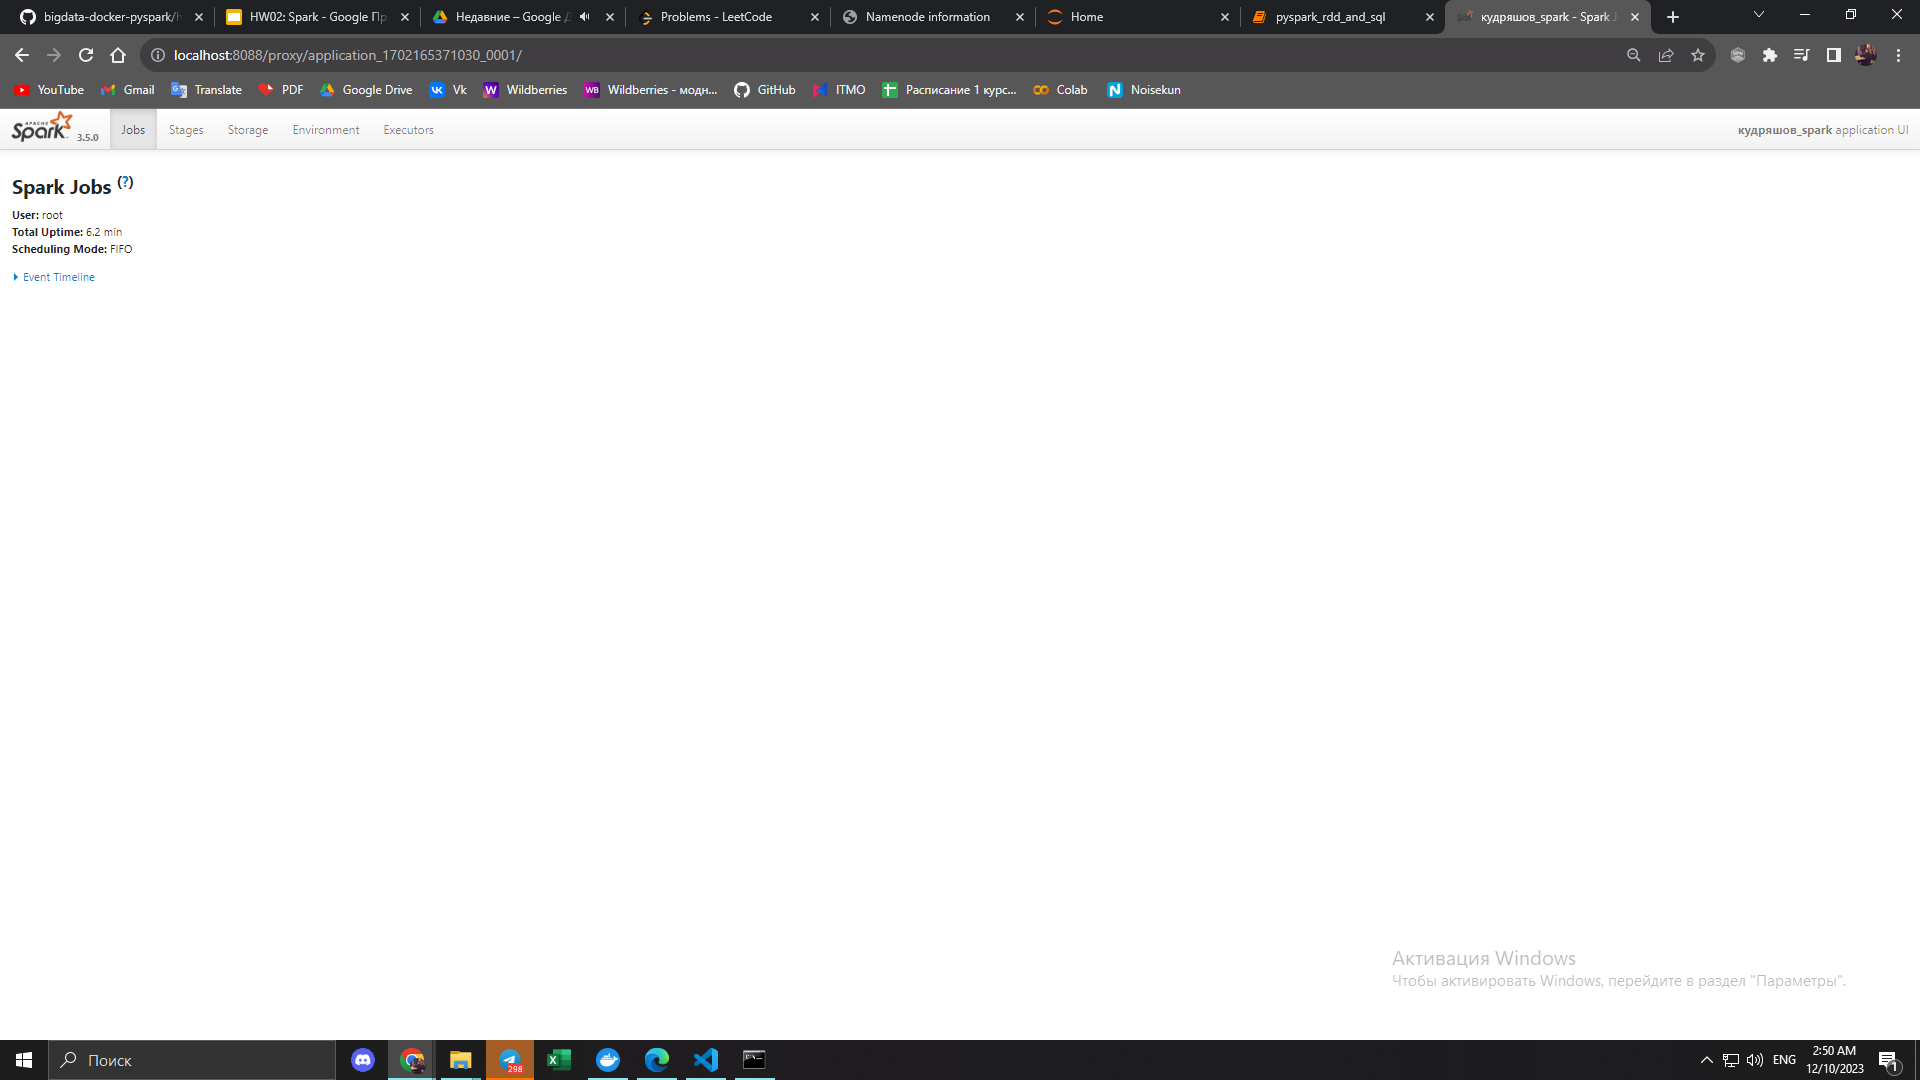 bigdata-docker-pyspark/h
HW02: Spark - Google Пр
Недавние – Google Д
Problems - LeetCode
Namenode information
Home
pyspark_rdd_and_sql
кудряшов_spark - Spark J
localhost:8088/proxy/application_1702165371030_0001/
YouTube
Gmail
Translate
PDF
Google Drive
Vk
Wildberries
Wildberries - модн...
GitHub
ITMO
Расписание 1 курс...
Colab
Noisekun
APACHE
Spark 3.5.0
Jobs
Stages
Storage
Environment
Executors
кудряшов_spark application UI
Spark Jobs (?)
User: root
Total Uptime: 6.2 min
Scheduling Mode: FIFO
Event Timeline
Активация Windows
Чтобы активировать Windows, перейдите в раздел "Параметры".
Поиск
298
ENG
2:50 AM
12/10/2023
1